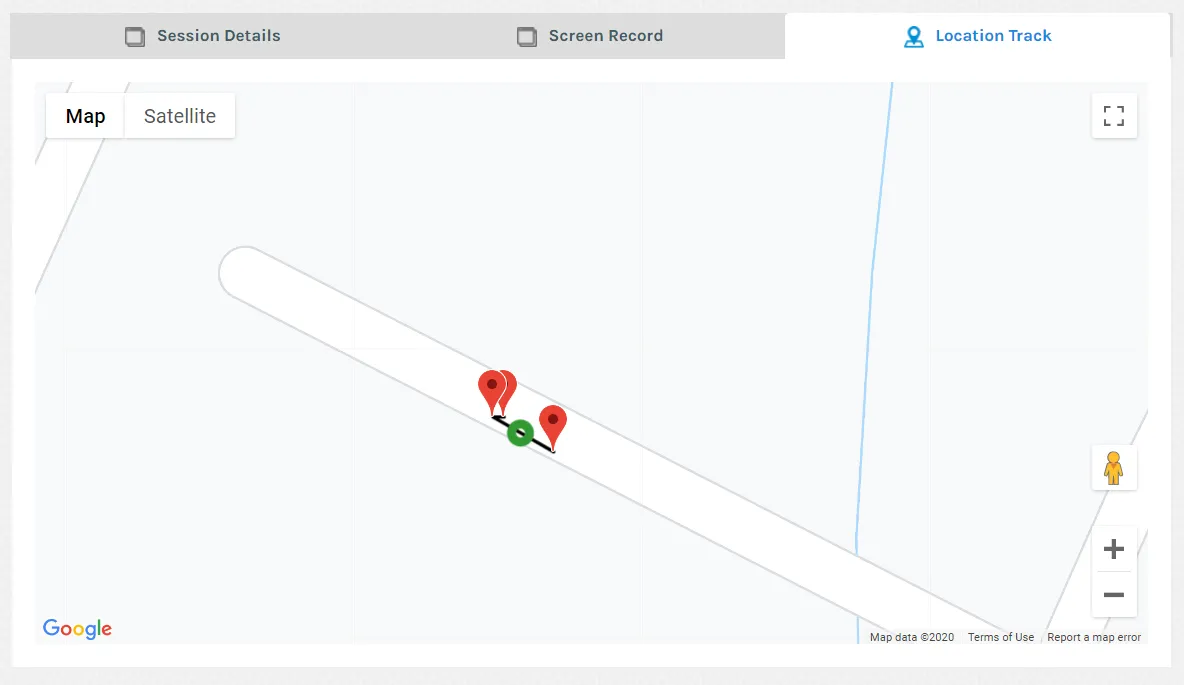 Session Details
Screen Record
Location Track
Map
Satellite
Google
Map data ©2020
Terms of Use
Report a map error